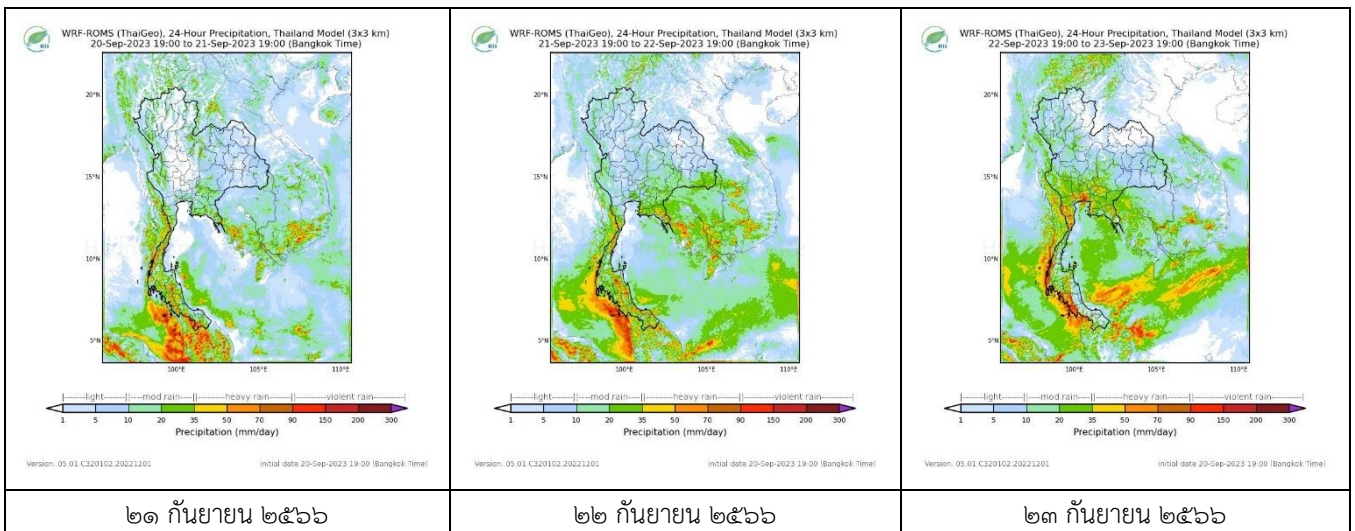 WRF-ROMS (ThaiGeo), 24-Hour Precipitation, Thailand Model (3x3 km)
20-Sep-2023 19:00 to 21-Sep-2023 19:00 (Bangkok Time)
20°N
15°N
10°N
5°N
100°E 105°E 110°E
|-------light-------||----mod.rain-----||-------heavy rain-------||-------violent rain-------|
1 5 10 20 35 50 70 90 150 200 300
Precipitation (mm/day)
Version: 05.01 C320102.20221201 initial date 20-Sep-2023 19:00 (Bangkok Time)
๒๑ กันยายน ๒๕๖๖
WRF-ROMS (ThaiGeo), 24-Hour Precipitation, Thailand Model (3x3 km)
21-Sep-2023 19:00 to 22-Sep-2023 19:00 (Bangkok Time)
20°N
15°N
10°N
5°N
100°E 105°E 110°E
|-------light-------||----mod.rain-----||-------heavy rain-------||-------violent rain-------|
1 5 10 20 35 50 70 90 150 200 300
Precipitation (mm/day)
Version: 05.01 C320102.20221201 initial date 20-Sep-2023 19:00 (Bangkok Time)
๒๒ กันยายน ๒๕๖๖
WRF-ROMS (ThaiGeo), 24-Hour Precipitation, Thailand Model (3x3 km)
22-Sep-2023 19:00 to 23-Sep-2023 19:00 (Bangkok Time)
20°N
15°N
10°N
5°N
100°E 105°E 110°E
|-------light-------||----mod.rain-----||-------heavy rain-------||-------violent rain-------|
1 5 10 20 35 50 70 90 150 200 300
Precipitation (mm/day)
Version: 05.01 C320102.20221201 initial date 20-Sep-2023 19:00 (Bangkok Time)
๒๓ กันยายน ๒๕๖๖